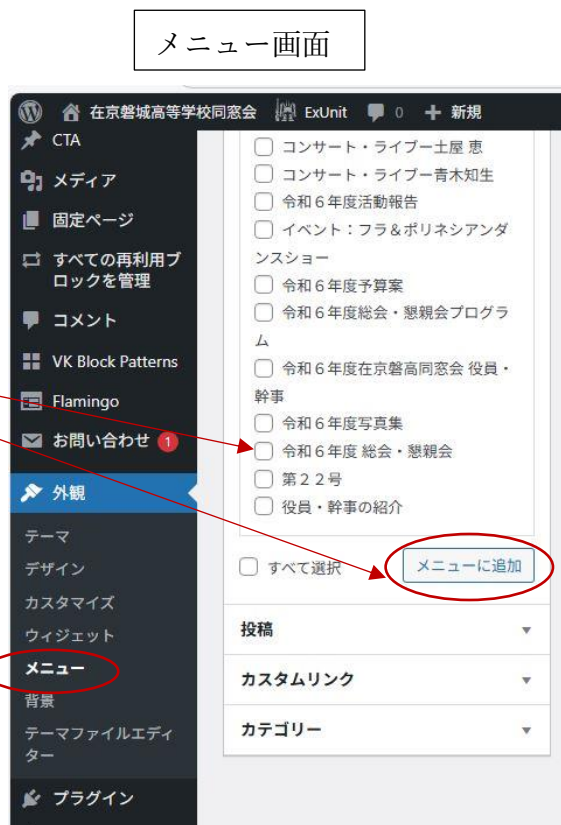 メニュー画面
在京磐城高等学校同窓会 ExUnit 0 + 新規
CTA
メディア
固定ページ
すべての再利用ブ
ロックを管理
コメント
VK Block Patterns
Flamingo
お問い合わせ 1
外観
テーマ
デザイン
カスタマイズ
ウィジェット
メニュー
背景
テーマファイルエディ
ター
プラグイン
コンサート・ライブー土屋 恵
コンサート・ライブー青木知生
令和６年度活動報告
イベント：フラ＆ポリネシアンダ
ンスショー
令和６年度予算案
令和６年度総会・懇親会プログラ
ム
令和６年度在京磐高同窓会 役員・
幹事
令和６年度写真集
令和６年度 総会・懇親会
第２２号
役員・幹事の紹介
すべて選択
メニューに追加
投稿
カスタムリンク
カテゴリー